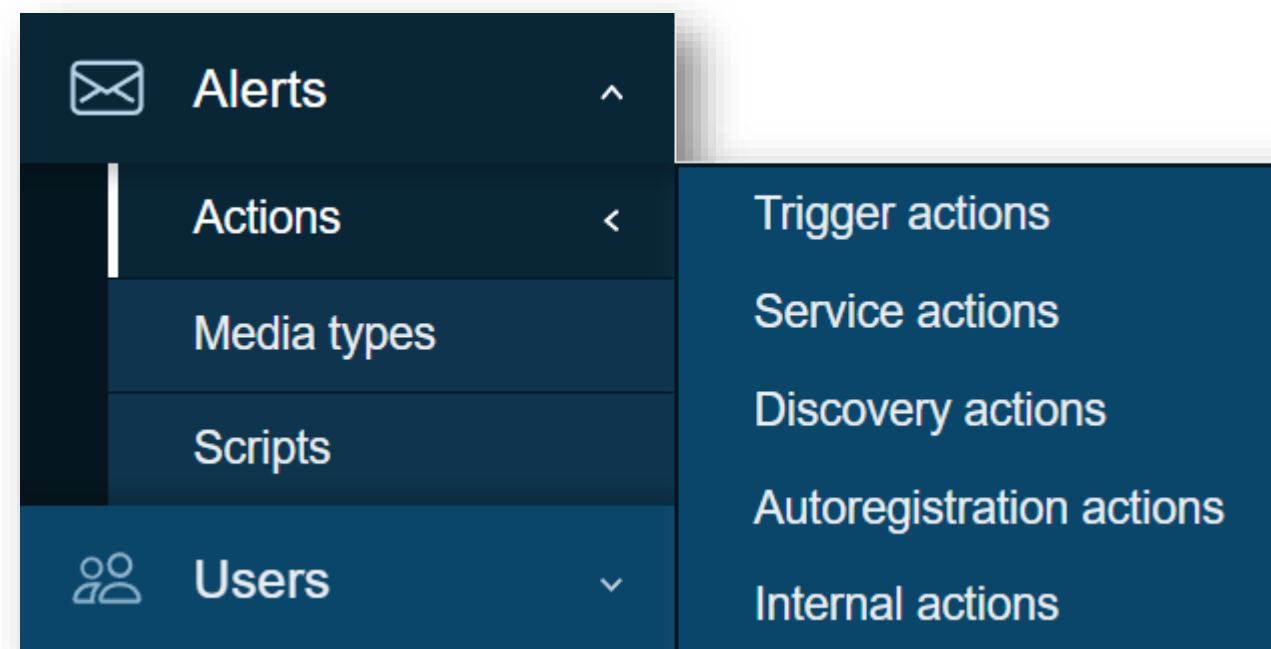 Alerts
Actions
Media types
Scripts
Users
Trigger actions
Service actions
Discovery actions
Autoregistration actions
Internal actions